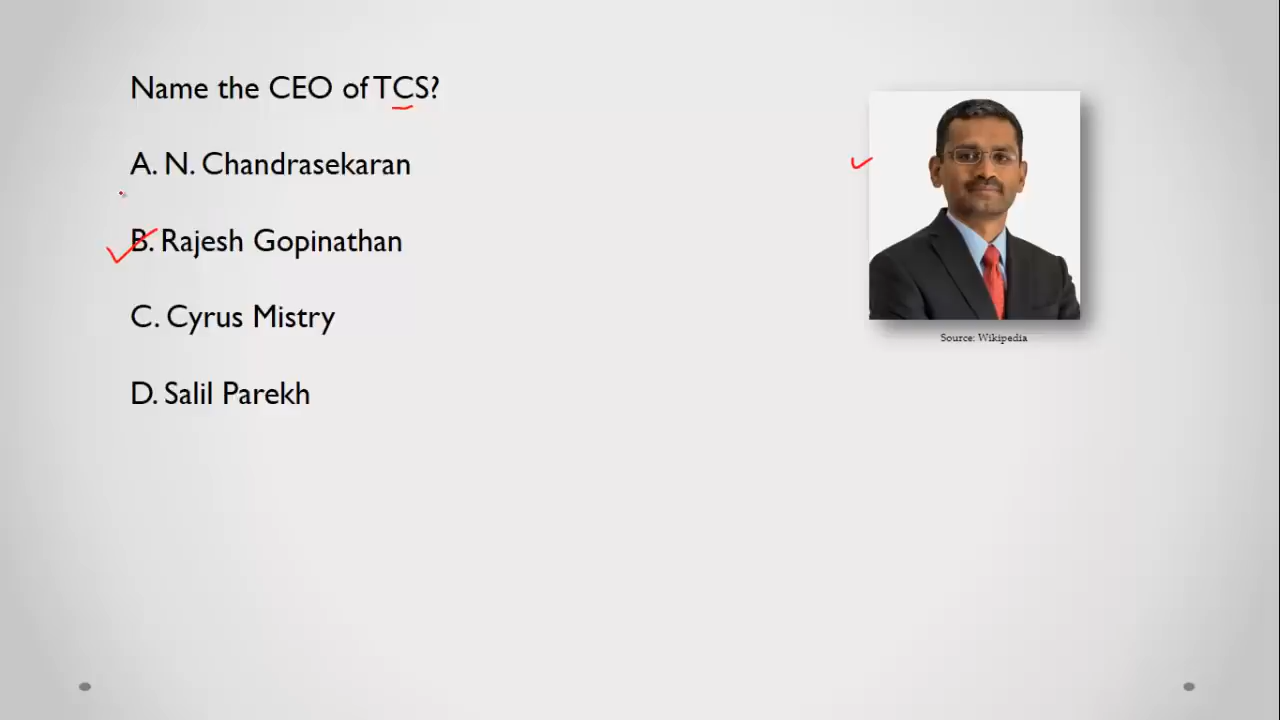 Name the CEO of TCS?
A. N. Chandrasekaran
B. Rajesh Gopinathan
C. Cyrus Mistry
D. Salil Parekh
Source: Wikipedia